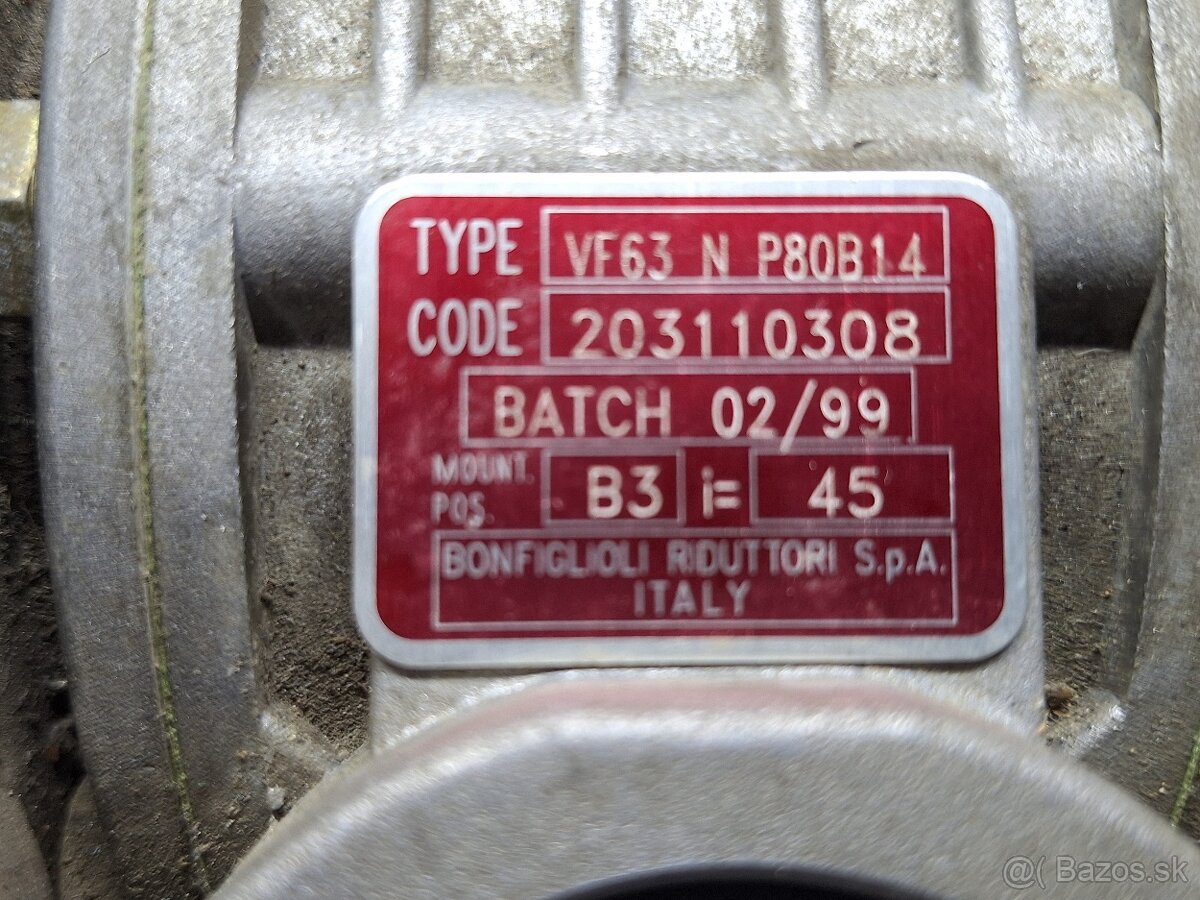 TYPE VF63 N P80B14
CODE 203110308
BATCH 02/99
MOUNT. POS. B3 i= 45
BONFIGLIOLI RIDUTTORI S.p.A.
ITALY
@( Bazos.sk